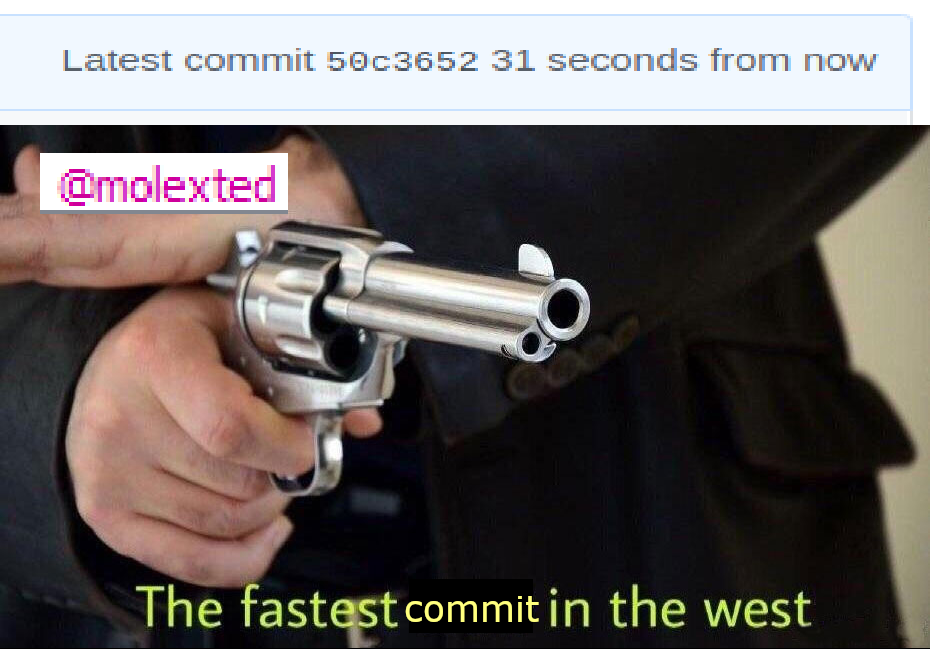 Latest commit 50c3652 31 seconds from now
@molexted
The fastest commit in the west